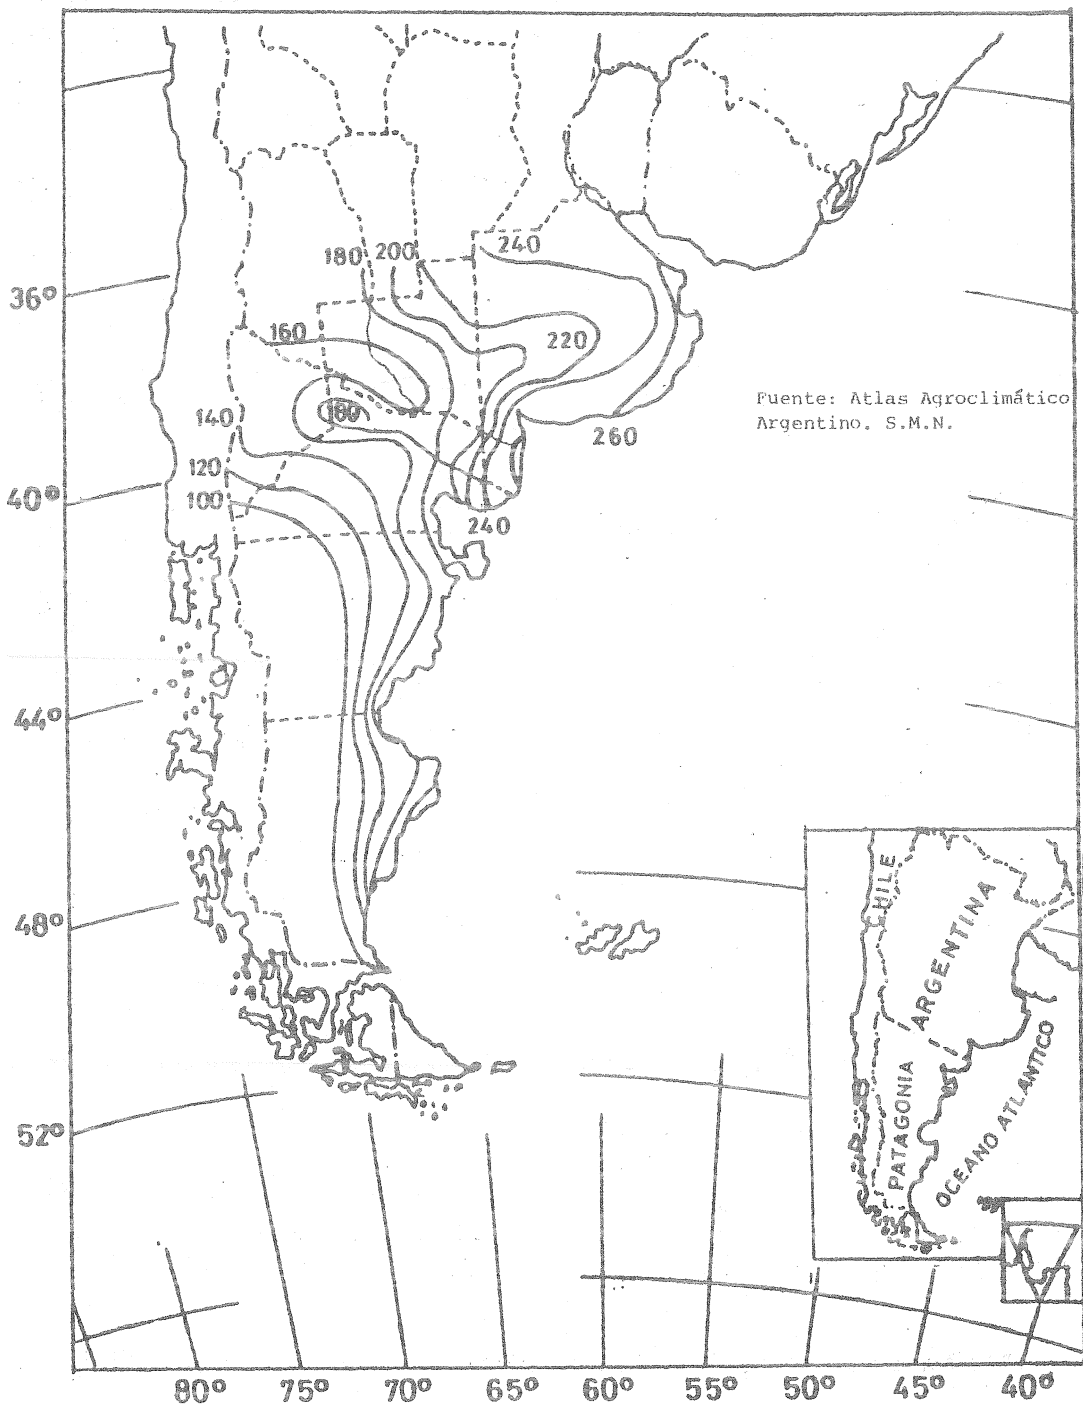 240
180
200
36º
160
220
180
140
260
120
40º
100
240
Fuente: Atlas Agroclimático
Argentino. S.M.N.
44º
48º
52º
CHILE
ARGENTINA
PATAGONIA
OCEANO ATLANTICO
80º
75º
70º
65º
60º
55º
50º
45º
40º